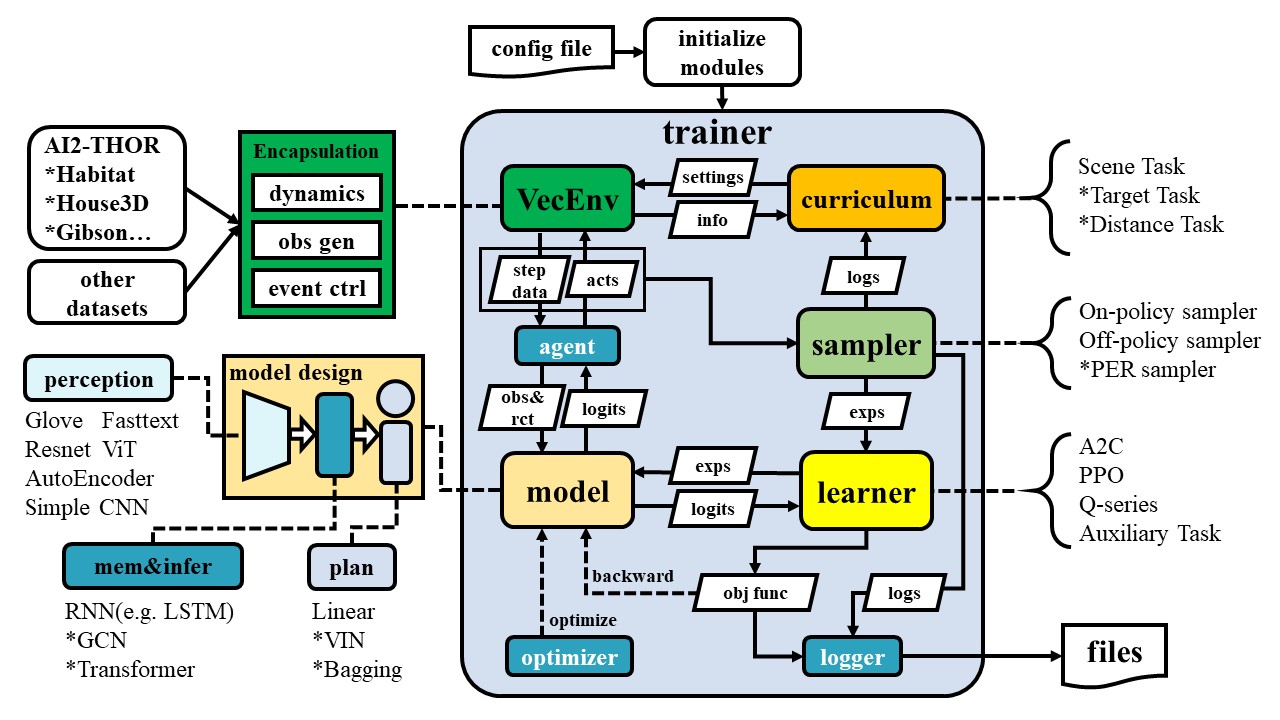 config file
initialize
modules
trainer
AI2-THOR
*Habitat
*House3D
*Gibson…
other
datasets
Encapsulation
dynamics
obs gen
event ctrl
VecEnv
settings
info
curriculum
Scene Task
*Target Task
*Distance Task
step
data
acts
logs
agent
sampler
On-policy sampler
Off-policy sampler
*PER sampler
perception
Glove Fasttext
Resnet ViT
AutoEncoder
Simple CNN
model design
obs&
rct
logits
exps
model
exps
logits
learner
A2C
PPO
Q-series
Auxiliary Task
mem&infer
RNN(e.g. LSTM)
*GCN
*Transformer
plan
Linear
*VIN
*Bagging
backward
obj func
logs
optimize
optimizer
logger
files